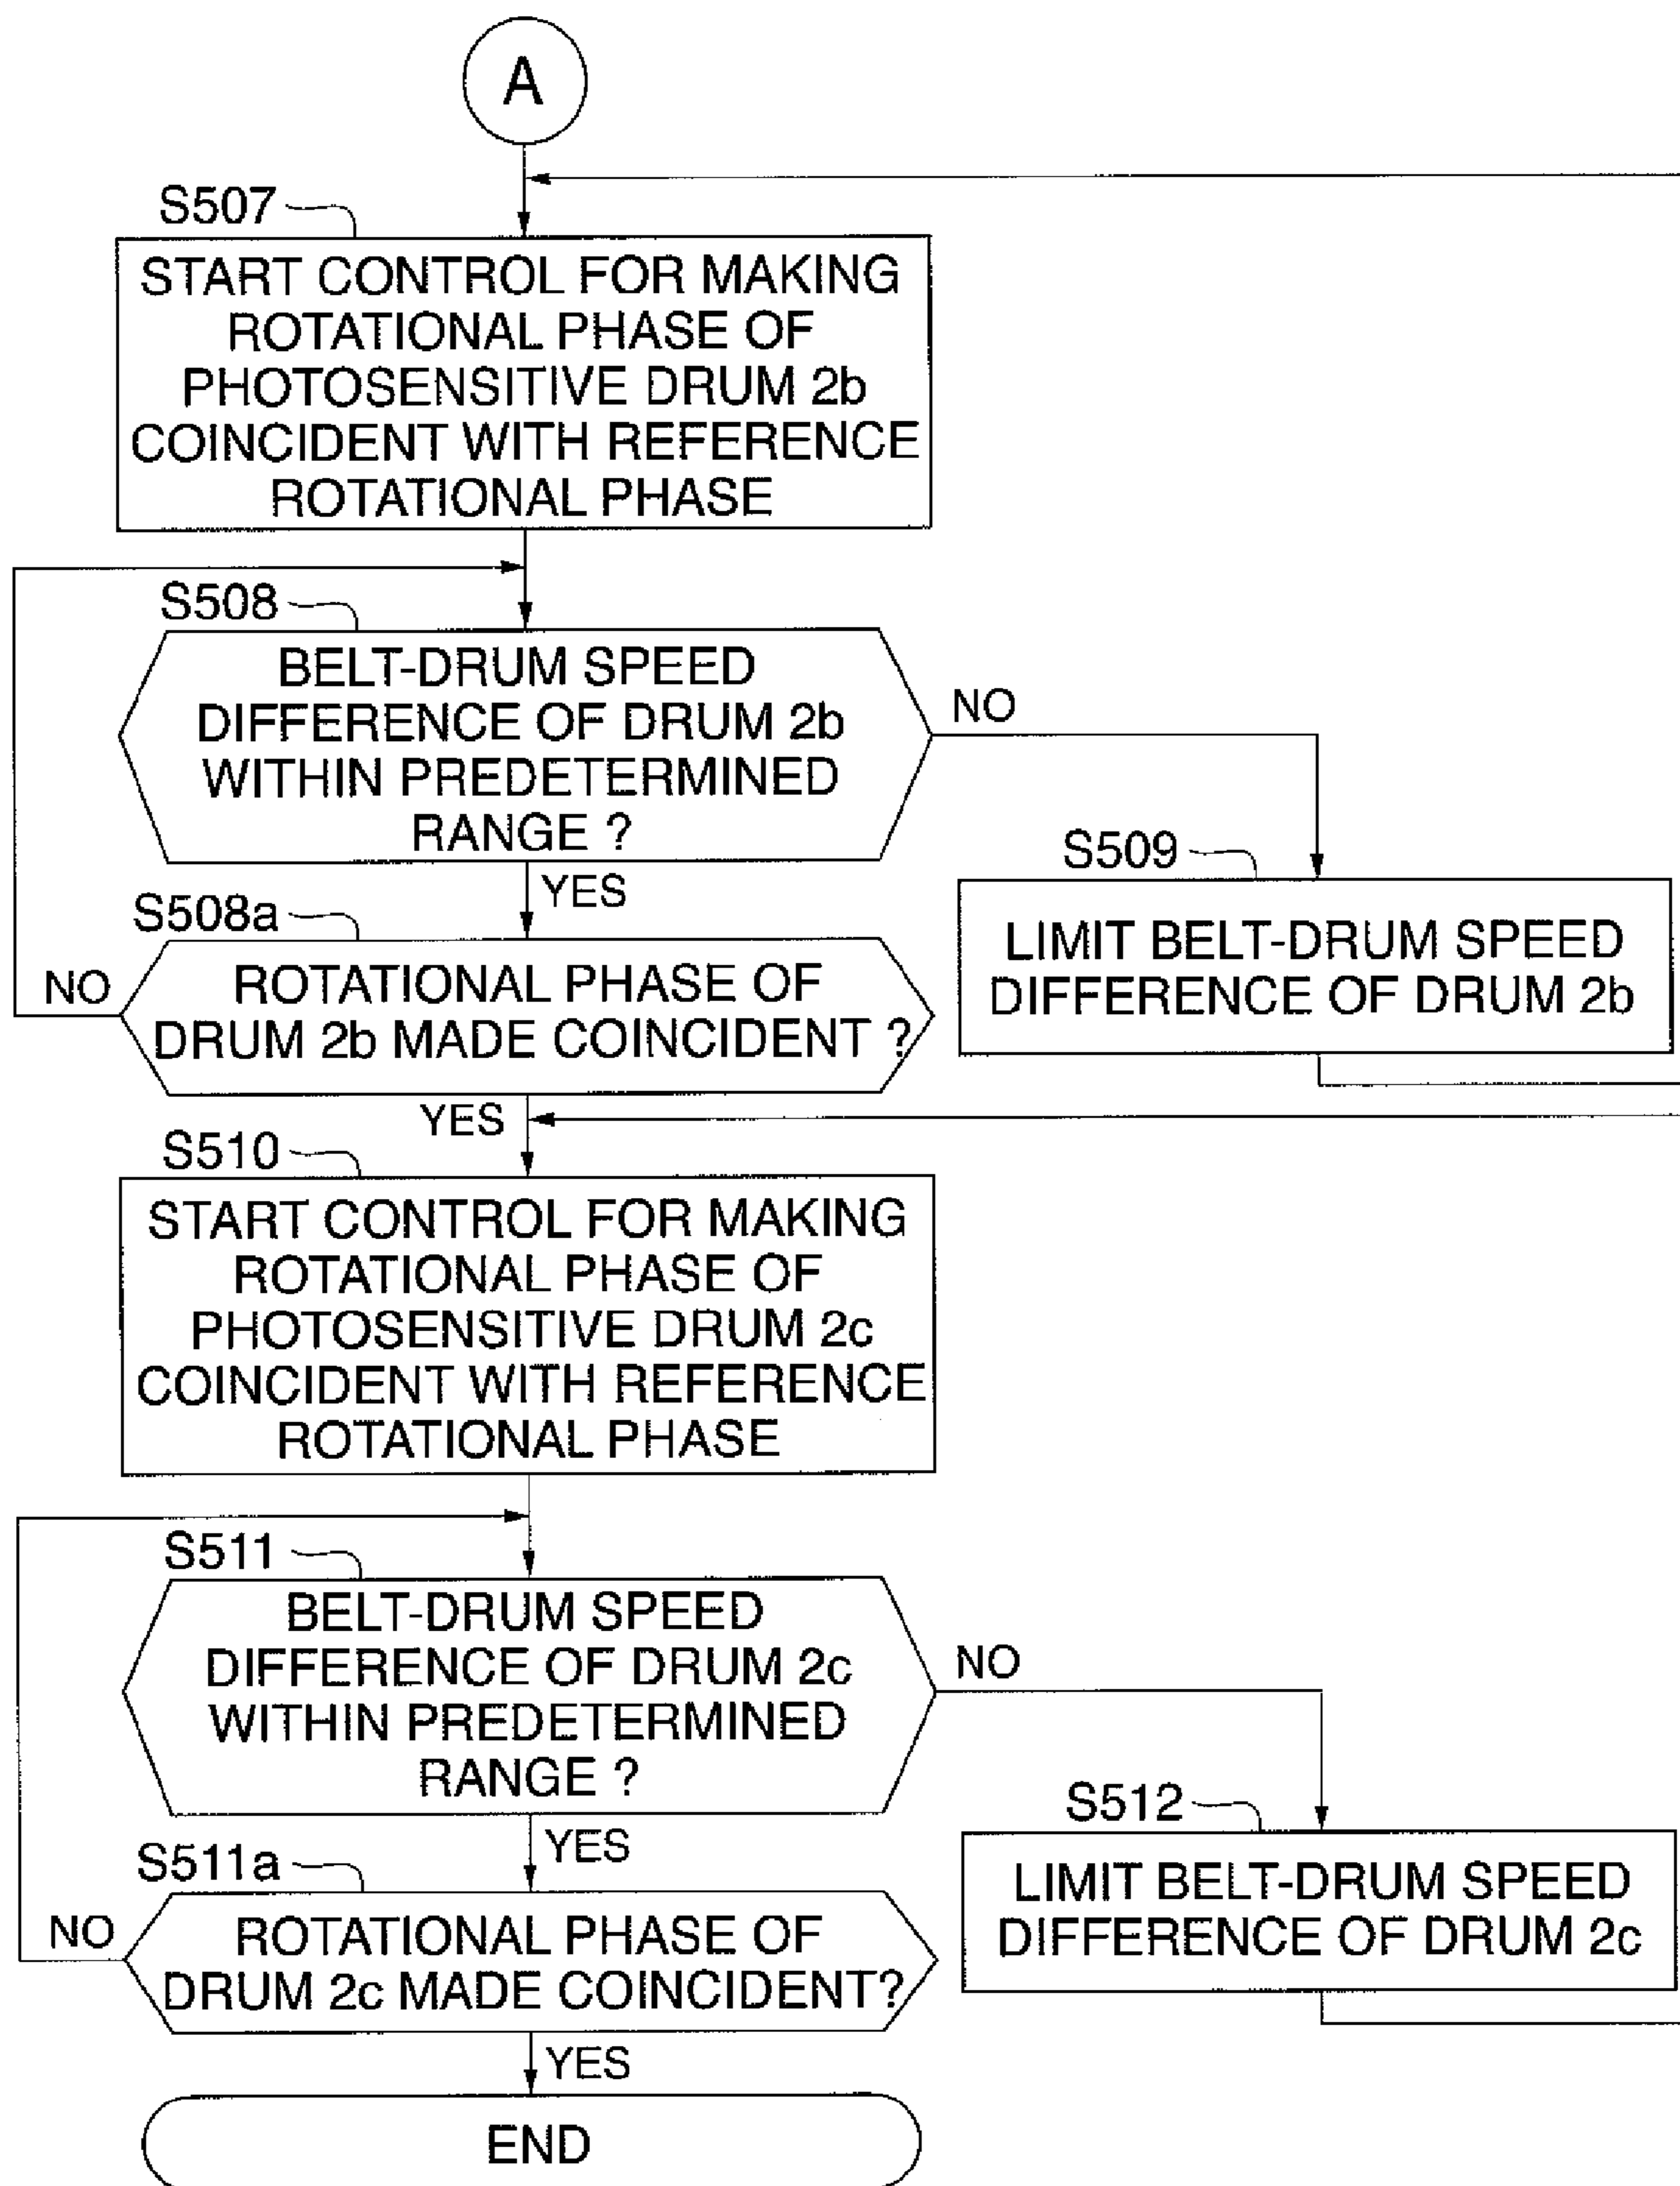 A
S507
START CONTROL FOR MAKING
ROTATIONAL PHASE OF
PHOTOSENSITIVE DRUM 2b
COINCIDENT WITH REFERENCE
ROTATIONAL PHASE
S508
BELT-DRUM SPEED
DIFFERENCE OF DRUM 2b
WITHIN PREDETERMINED
RANGE ?
NO
YES
S509
LIMIT BELT-DRUM SPEED
DIFFERENCE OF DRUM 2b
S508a
ROTATIONAL PHASE OF
DRUM 2b MADE COINCIDENT ?
NO
YES
S510
START CONTROL FOR MAKING
ROTATIONAL PHASE OF
PHOTOSENSITIVE DRUM 2c
COINCIDENT WITH REFERENCE
ROTATIONAL PHASE
S511
BELT-DRUM SPEED
DIFFERENCE OF DRUM 2c
WITHIN PREDETERMINED
RANGE ?
NO
YES
S512
LIMIT BELT-DRUM SPEED
DIFFERENCE OF DRUM 2c
S511a
ROTATIONAL PHASE OF
DRUM 2c MADE COINCIDENT?
NO
YES
END